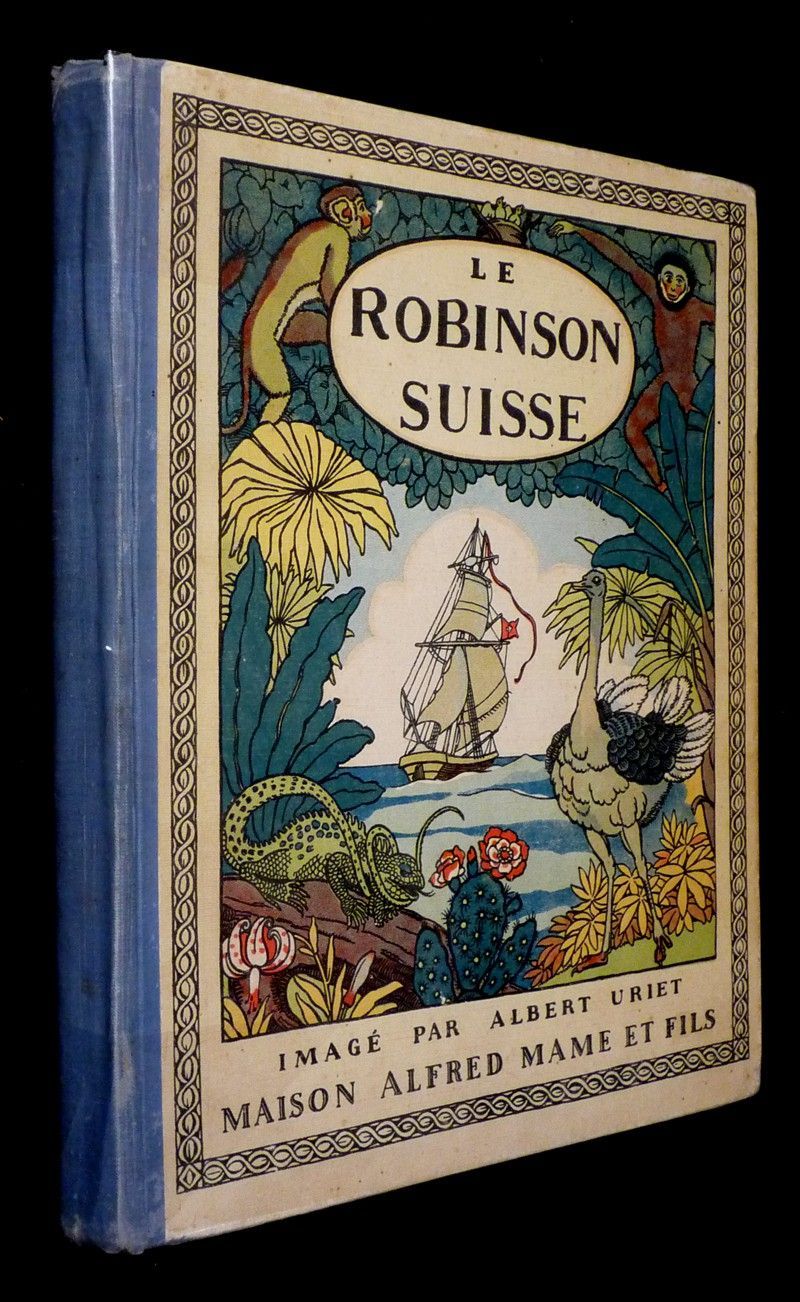 LE
ROBINSON
SUISSE
IMAGÉ PAR ALBERT URIET
MAISON ALFRED MAME ET FILS